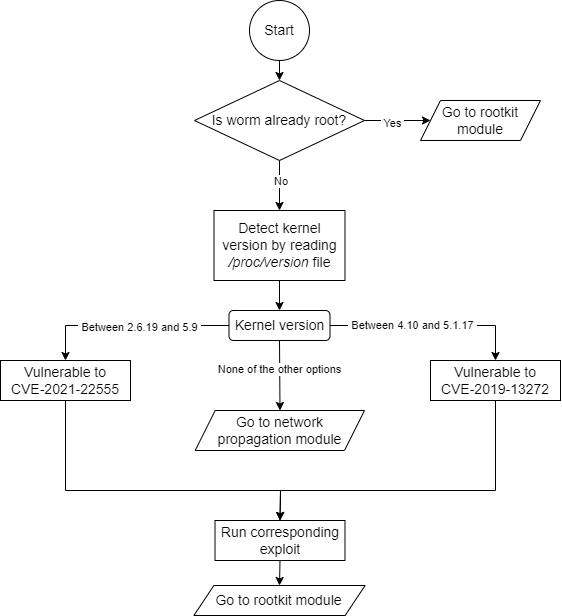 Start
Is worm already root?
Yes
Go to rootkit
module
No
Detect kernel
version by reading
/proc/version file
Between 2.6.19 and 5.9
Kernel version
Between 4.10 and 5.1.17
Vulnerable to
CVE-2021-22555
None of the other options
Vulnerable to
CVE-2019-13272
Go to network
propagation module
Run corresponding
exploit
Go to rootkit module